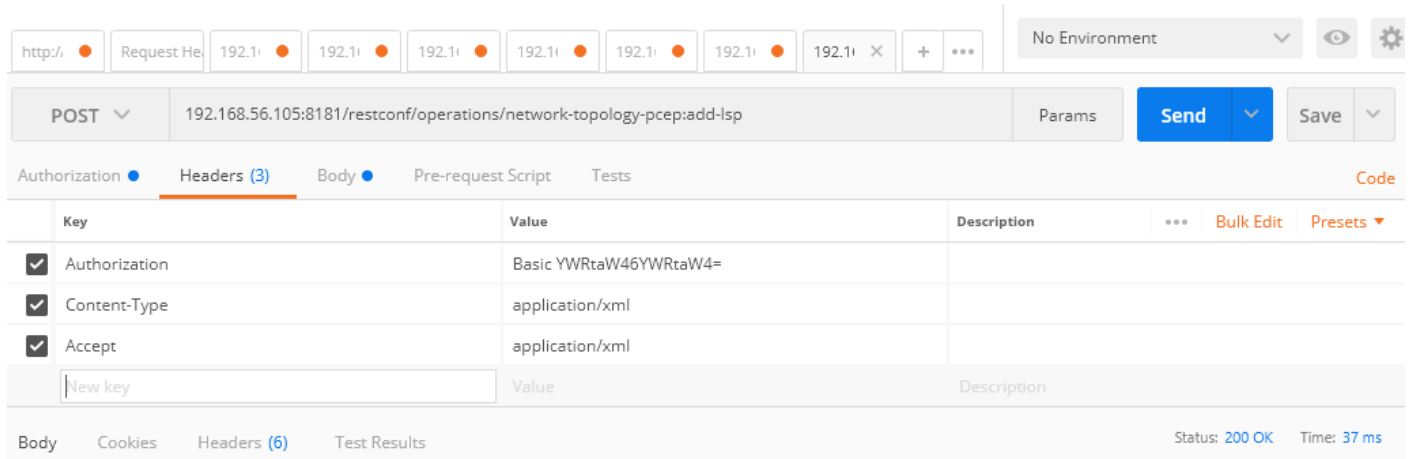 http:/ Request He 192.1 192.1 192.1 192.1 192.1 192.1 192.1 × + ••• No Environment
POST 192.168.56.105:8181/restconf/operations/network-topology-pcep:add-lsp Params Send Save
Authorization Headers (3) Body Pre-request Script Tests Code
Key Value Description ••• Bulk Edit Presets
Authorization Basic YWRtaW46YWRtaW4=
Content-Type application/xml
Accept application/xml
New key Value Description
Body Cookies Headers (6) Test Results Status: 200 OK Time: 37 ms